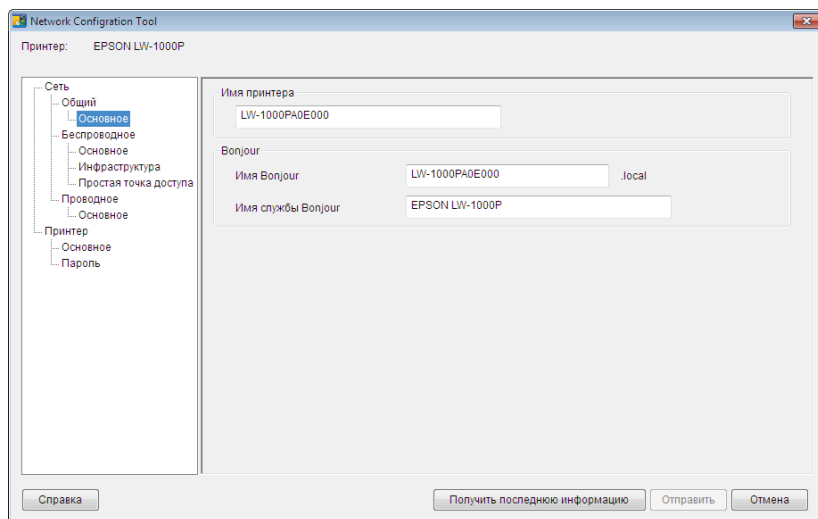 Network Configration Tool
Принтер: EPSON LW-1000P
Сеть
Общий
Основное
Беспроводное
Основное
Инфраструктура
Простая точка доступа
Проводное
Основное
Принтер
Основное
Пароль
Имя принтера
LW-1000PA0E000
Bonjour
Имя Bonjour LW-1000PA0E000 .local
Имя службы Bonjour EPSON LW-1000P
Справка Получить последнюю информацию Отправить Отмена